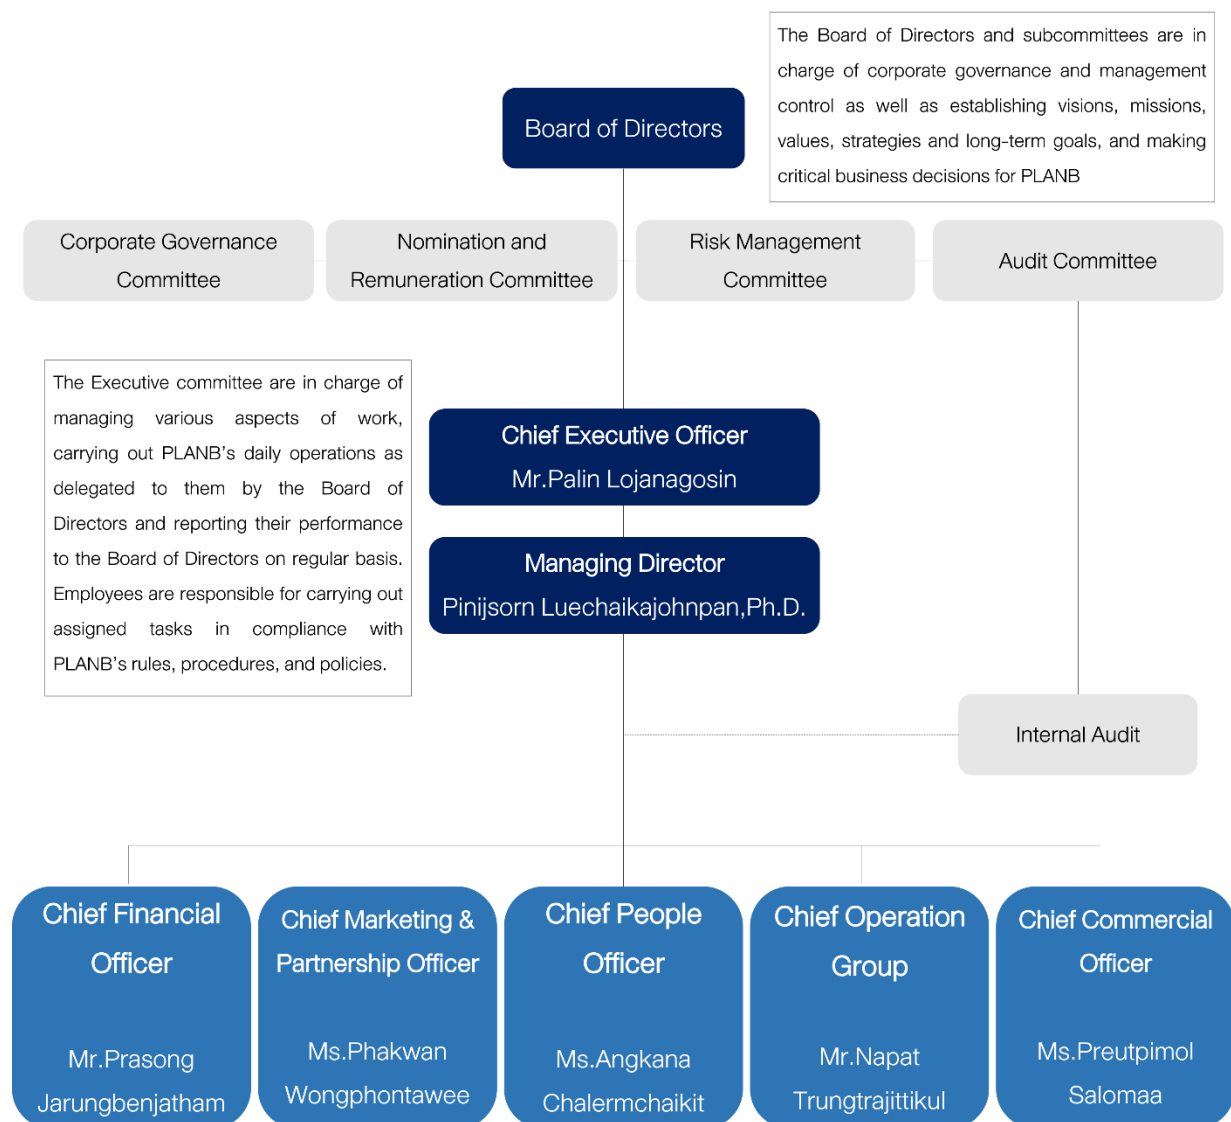 The Board of Directors and subcommittees are in
charge of corporate governance and management
control as well as establishing visions, missions,
values, strategies and long-term goals, and making
critical business decisions for PLANB
Board of Directors
Corporate Governance
Committee
Nomination and
Remuneration Committee
Risk Management
Committee
Audit Committee
The Executive committee are in charge of
managing various aspects of work,
carrying out PLANB's daily operations as
delegated to them by the Board of
Directors and reporting their performance
to the Board of Directors on regular basis.
Employees are responsible for carrying out
assigned tasks in compliance with
PLANB's rules, procedures, and policies.
Chief Executive Officer
Mr.Palin Lojanagosin
Managing Director
Pinijsorn Luechaikajohnpan,Ph.D.
Internal Audit
Chief Financial
Officer
Mr.Prasong
Jarungbenjatham
Chief Marketing &
Partnership Officer
Ms.Phakwan
Wongphontawee
Chief People
Officer
Ms.Angkana
Chalermchaikit
Chief Operation
Group
Mr.Napat
Trungtrajittikul
Chief Commercial
Officer
Ms.Preutpimol
Salomaa